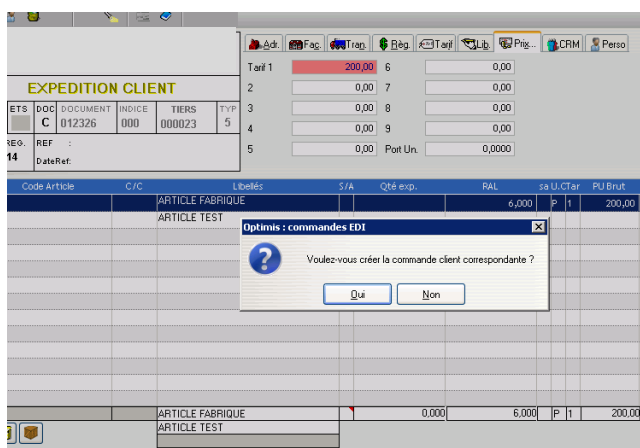 Adr. Fac. Tran. Règ. Tarif Lib. Prix... CRM Perso
Tarif 1 200,00 6 0,00
2 0,00 7 0,00
3 0,00 8 0,00
4 0,00 9 0,00
5 0,00 Port Un. 0,0000
EXPEDITION CLIENT
ETS DOC DOCUMENT INDICE TIERS TYP
C 012326 000 000023 5
REG. REF :
14 DateRef:
Code Article C/C Libellés S/A Qté exp. RAL sa U.C Tar PU Brut
ARTICLE FABRIQUE 6,000 P 1 200,00
ARTICLE TEST
Optimis : commandes EDI
Voulez-vous créer la commande client correspondante ?
Oui Non
ARTICLE FABRIQUE 0,000 6,000 P 1 200,00
ARTICLE TEST